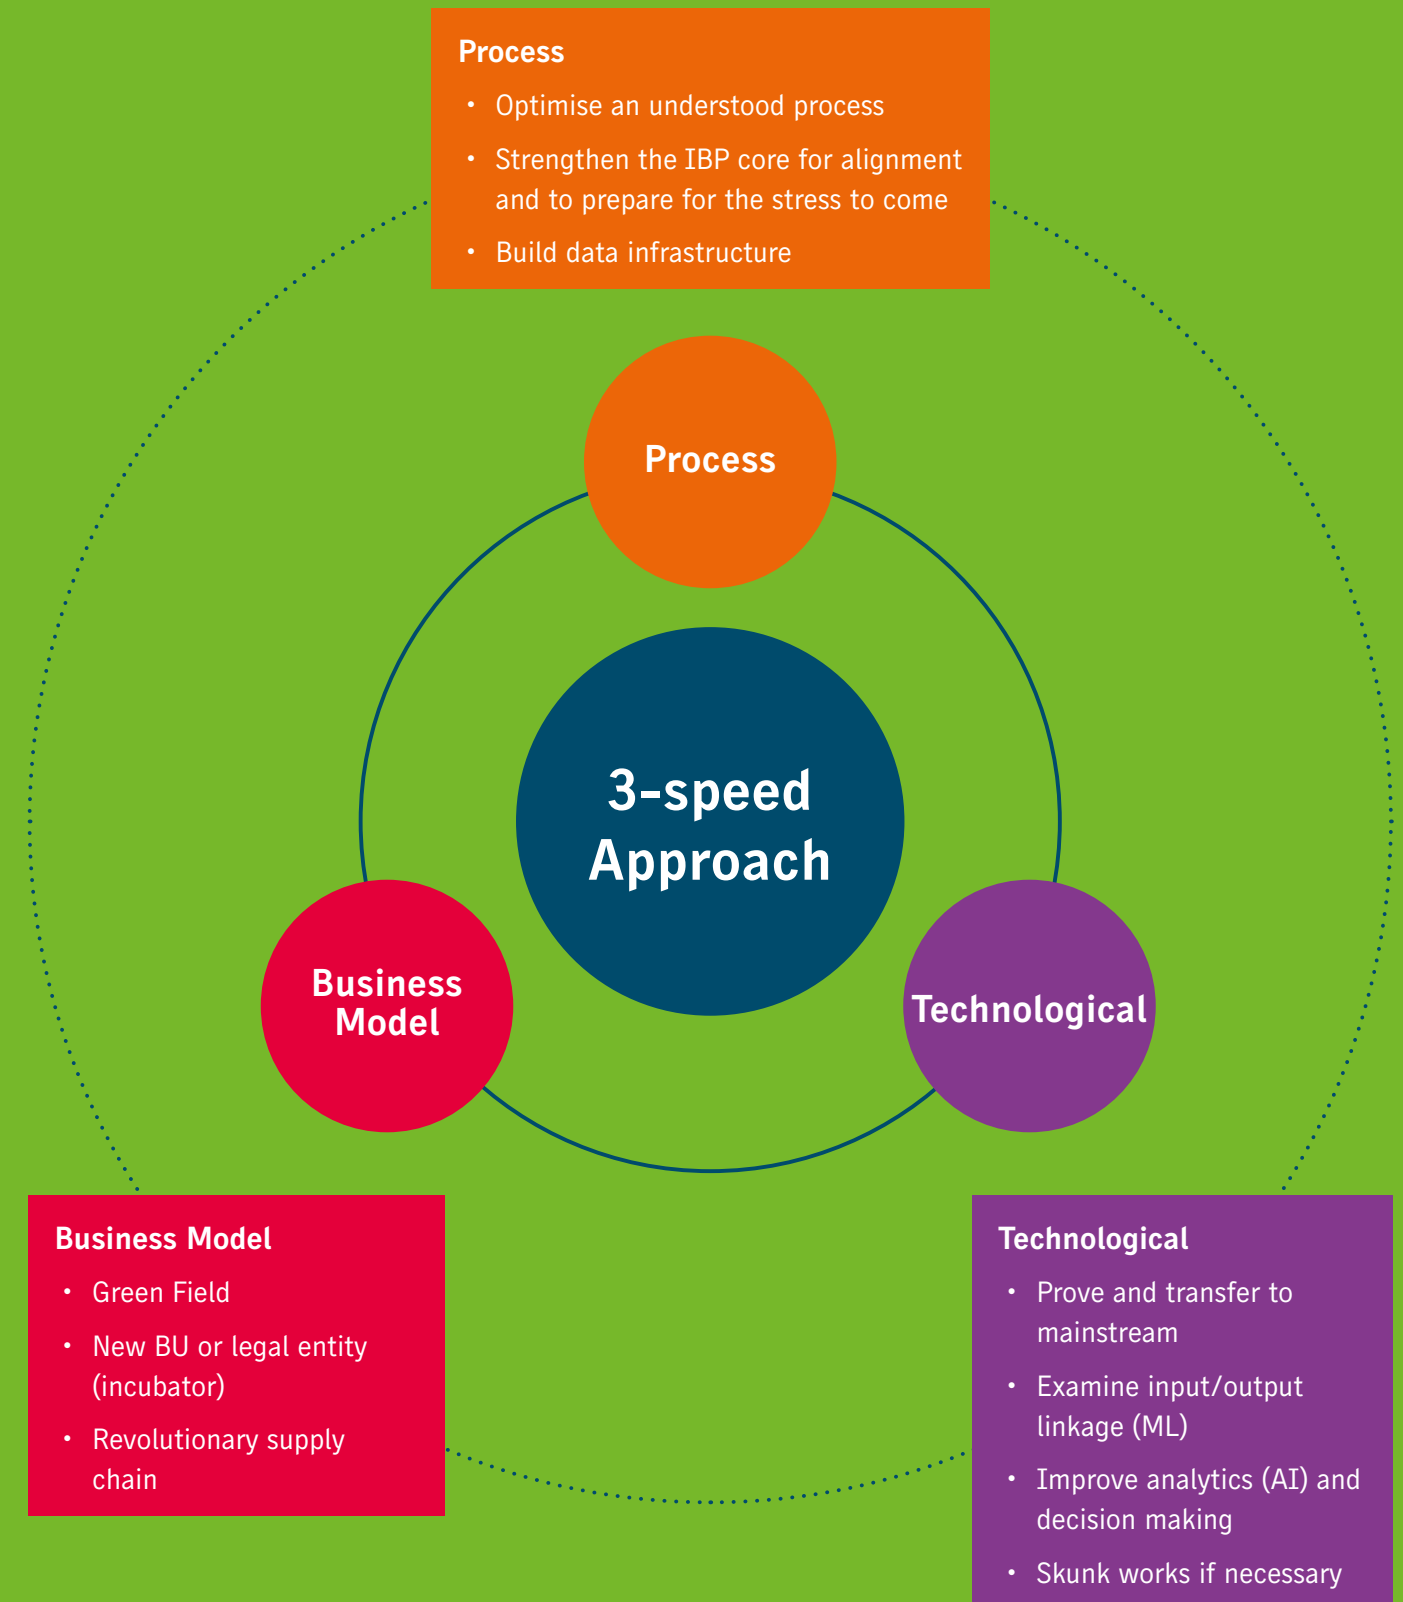 Process
• Optimise an understood process
• Strengthen the IBP core for alignment
and to prepare for the stress to come
• Build data infrastructure
Process
3-speed
Approach
Business
Model
Technological
Business Model
• Green Field
• New BU or legal entity
(incubator)
• Revolutionary supply
chain
Technological
• Prove and transfer to
mainstream
• Examine input/output
linkage (ML)
• Improve analytics (AI) and
decision making
• Skunk works if necessary